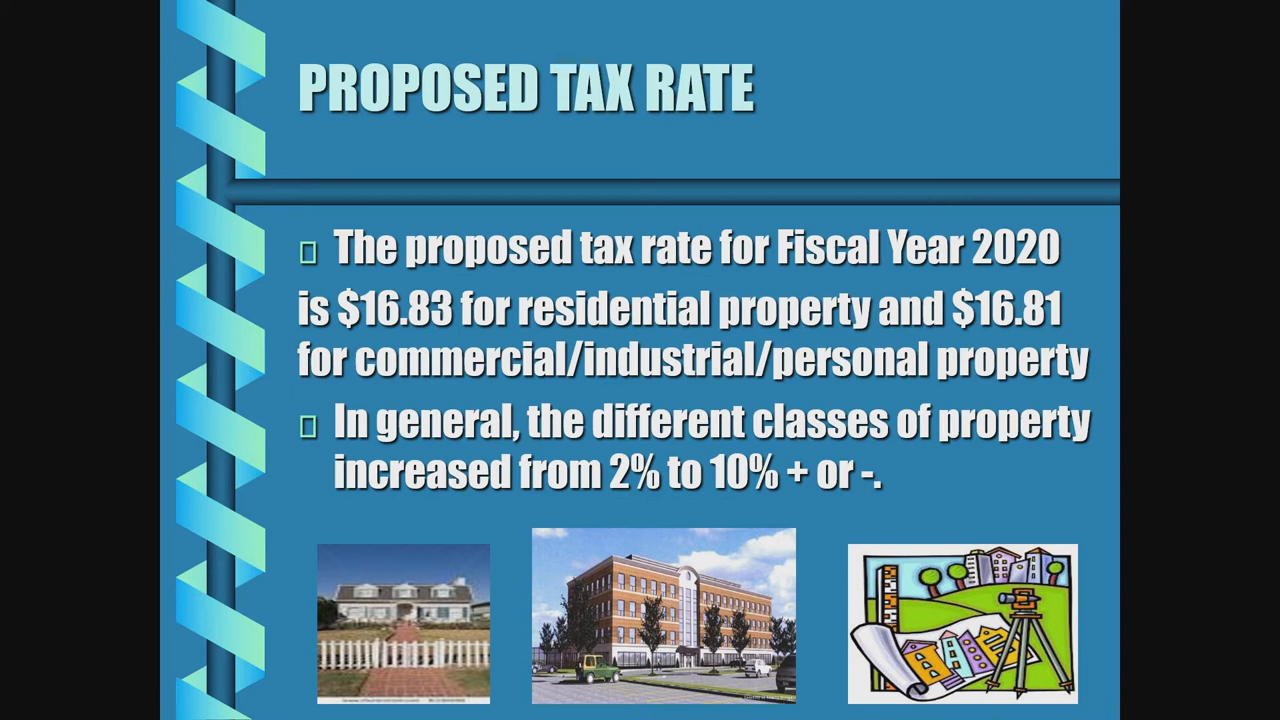 PROPOSED TAX RATE
The proposed tax rate for Fiscal Year 2020
is $16.83 for residential property and $16.81
for commercial/industrial/personal property
In general, the different classes of property
increased from 2% to 10% + or -.